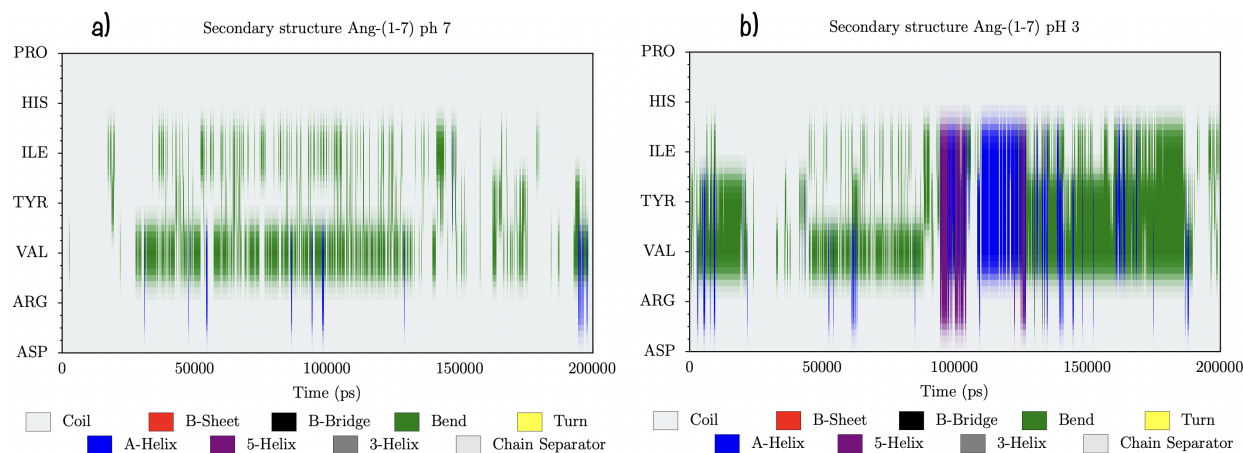 a)
Secondary structure Ang-(1-7) ph 7
PRO
HIS
ILE
TYR
VAL
ARG
ASP
0 50000 100000 150000 200000
Time (ps)
Coil B-Sheet B-Bridge Bend Turn
A-Helix 5-Helix 3-Helix Chain Separator
b)
Secondary structure Ang-(1-7) pH 3
PRO
HIS
ILE
TYR
VAL
ARG
ASP
0 50000 100000 150000 200000
Time (ps)
Coil B-Sheet B-Bridge Bend Turn
A-Helix 5-Helix 3-Helix Chain Separator